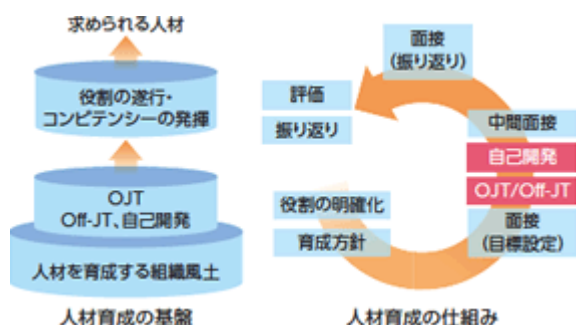 求められる人材
役割の遂行・
コンピテンシーの発揮
OJT
Off-JT、自己開発
人材を育成する組織風土
人材育成の基盤
面接
(振り返り)
評価
振り返り
中間面接
自己開発
OJT/Off-JT
役割の明確化
育成方針
面接
(目標設定)
人材育成の仕組み